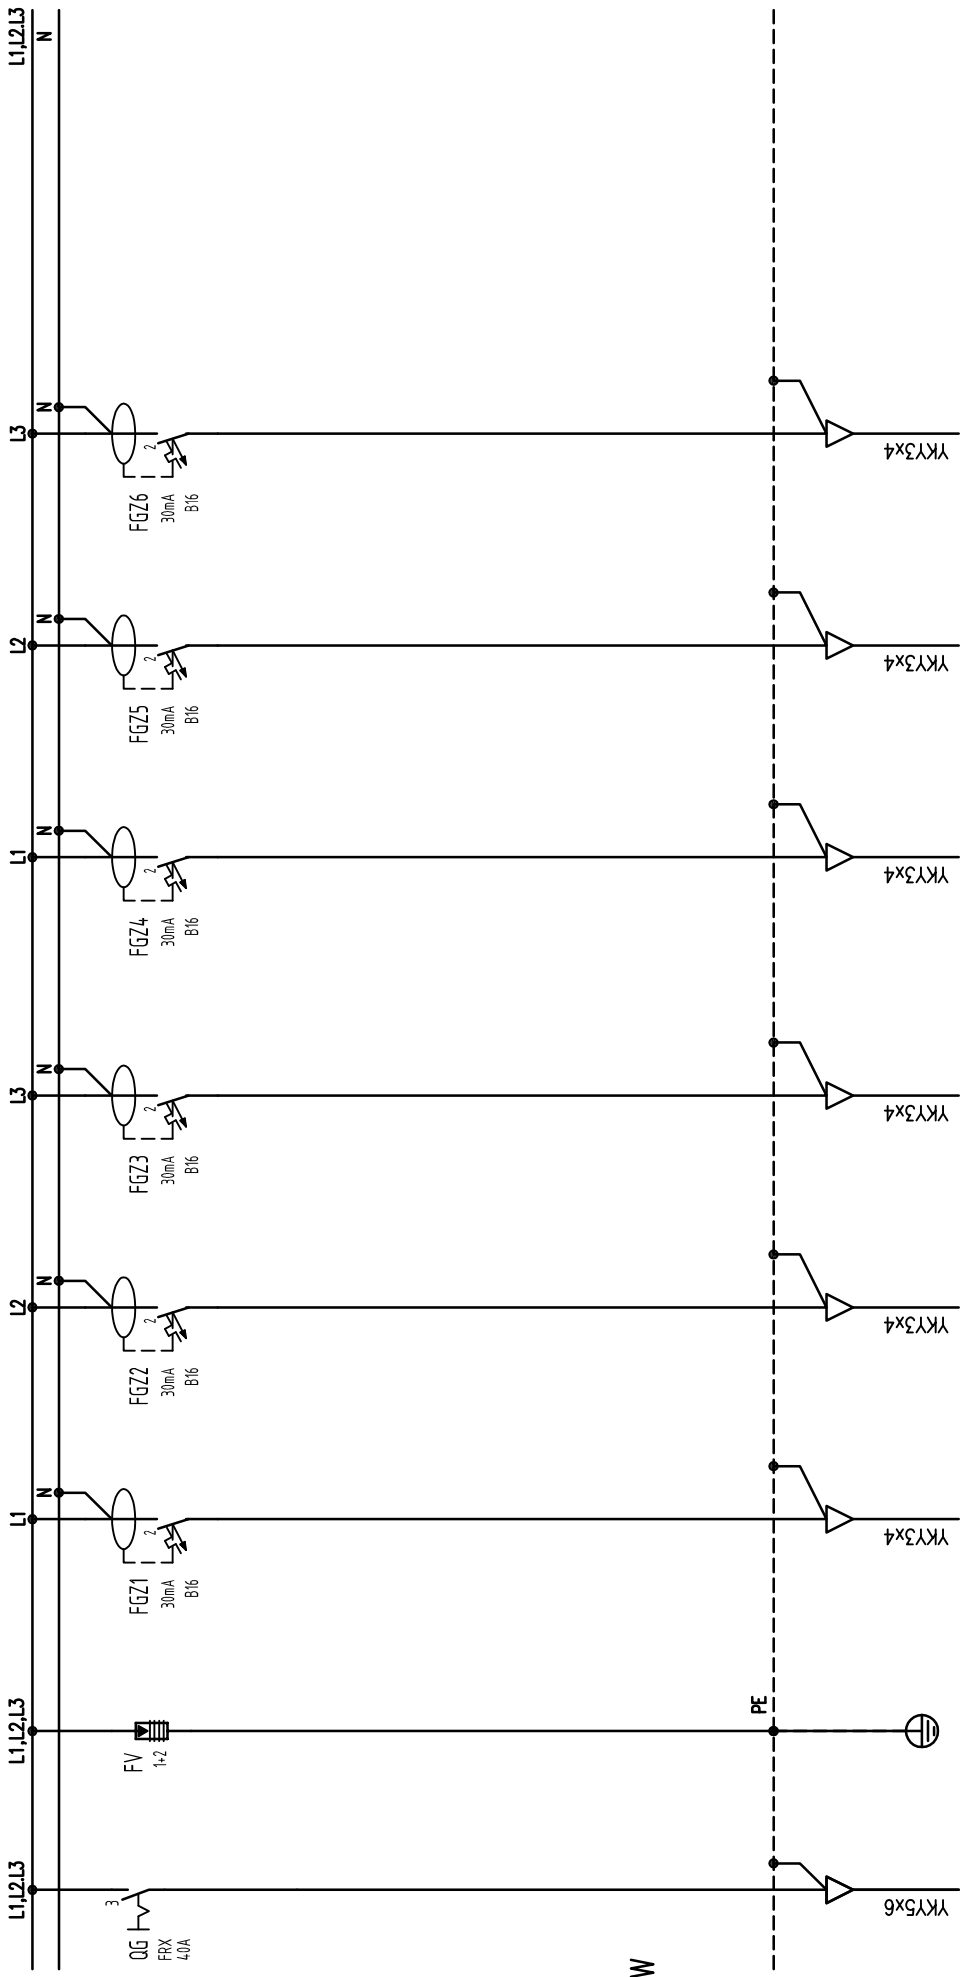 L1,L2.L3
QG
3
FRX
40A
YKY5x6
W
L1,L2,L3
FV
1+2
PE
L1
N
FGZ1
2
30mA
B16
YKY3x4
L2
N
FGZ2
2
30mA
B16
YKY3x4
L3
N
FGZ3
2
30mA
B16
YKY3x4
L1
N
FGZ4
2
30mA
B16
YKY3x4
L2
N
FGZ5
2
30mA
B16
YKY3x4
L3
N
FGZ6
2
30mA
B16
YKY3x4
L1,L2.L3
N